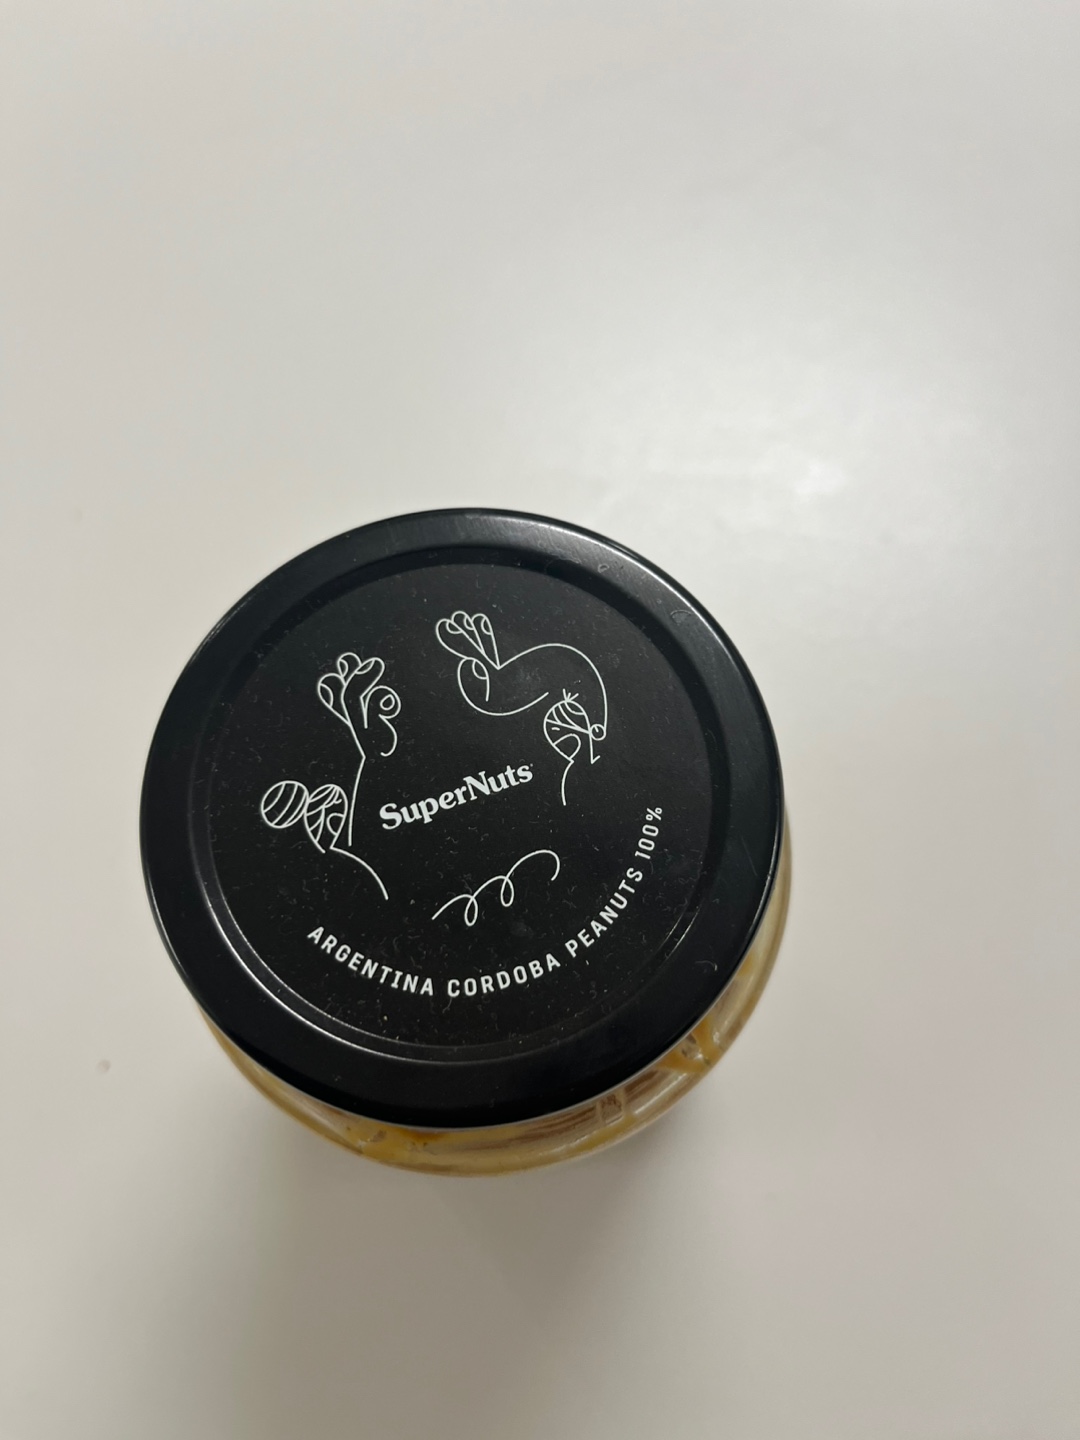 SuperNuts
ARGENTINA CORDOBA PEANUTS 100%